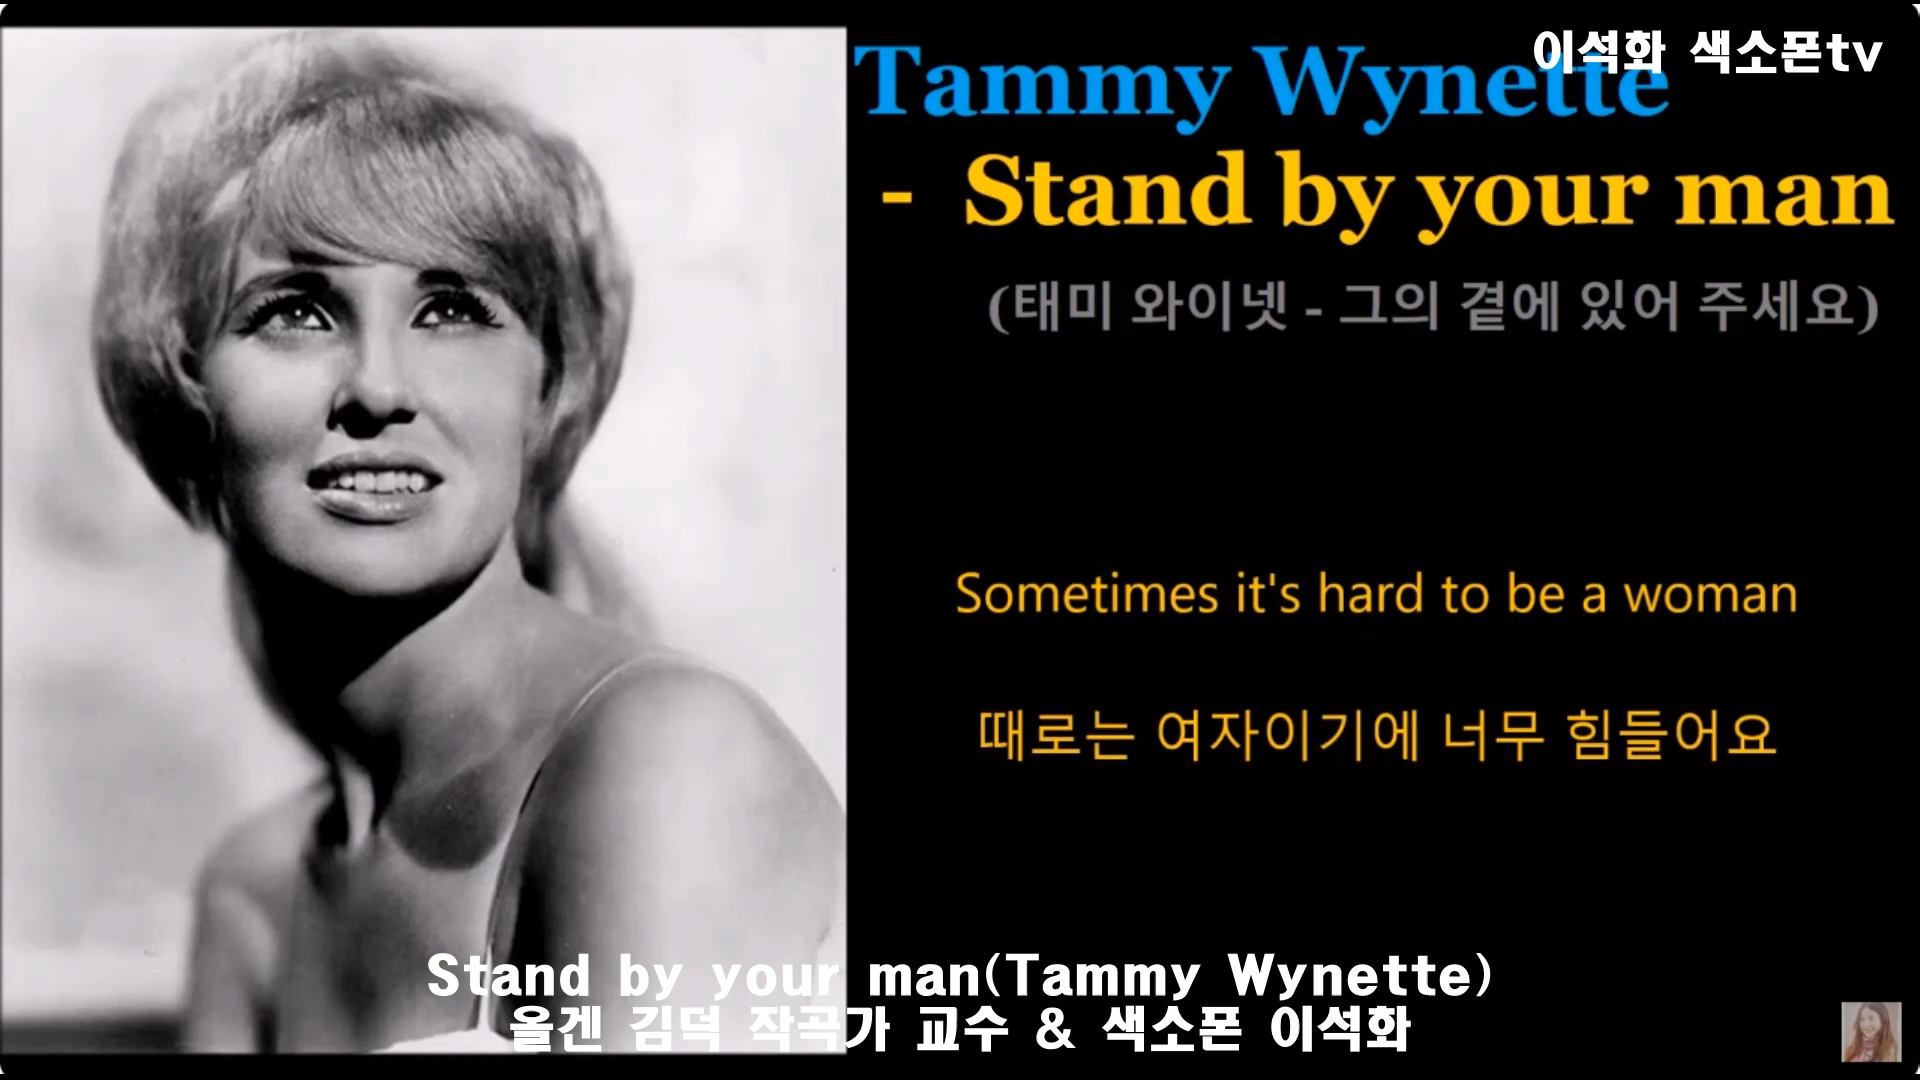 이석화 색소폰tv
Tammy Wynette
- Stand by your man
(태미 와이넷 - 그의 곁에 있어 주세요)
Sometimes it's hard to be a woman
때로는 여자이기에 너무 힘들어요
Stand by your man(Tammy Wynette)
올겐 김덕 작곡가 교수 & 색소폰 이석화